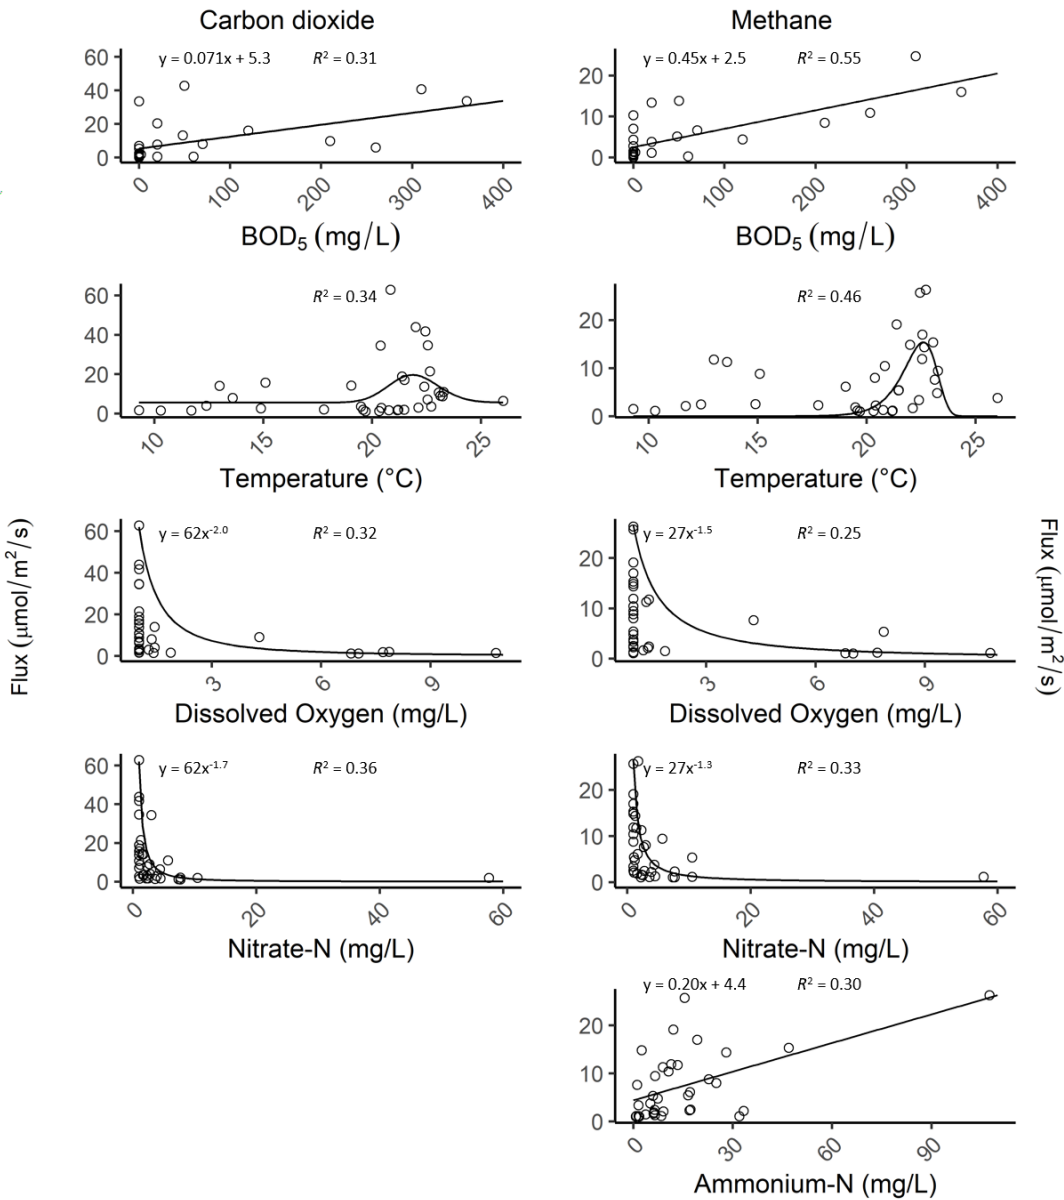 Carbon dioxide
Methane
y = 0.071x + 5.3 R² = 0.31
60
40
20
0
0 100 200 300 400
BOD₅ (mg/L)
y = 0.45x + 2.5 R² = 0.55
20
10
0
0 100 200 300 400
BOD₅ (mg/L)
R² = 0.34
60
40
20
0
10 15 20 25
Temperature (°C)
R² = 0.46
20
10
0
10 15 20 25
Temperature (°C)
Flux (μmol/m²/s)
y = 62x⁻²·⁰ R² = 0.32
60
40
20
0
3 6 9
Dissolved Oxygen (mg/L)
y = 27x⁻¹·⁵ R² = 0.25
20
10
0
3 6 9
Dissolved Oxygen (mg/L)
Flux (μmol/m²/s)
y = 62x⁻¹·⁷ R² = 0.36
60
40
20
0
0 20 40 60
Nitrate-N (mg/L)
y = 27x⁻¹·³ R² = 0.33
20
10
0
0 20 40 60
Nitrate-N (mg/L)
y = 0.20x + 4.4 R² = 0.30
20
10
0
0 30 60 90
Ammonium-N (mg/L)